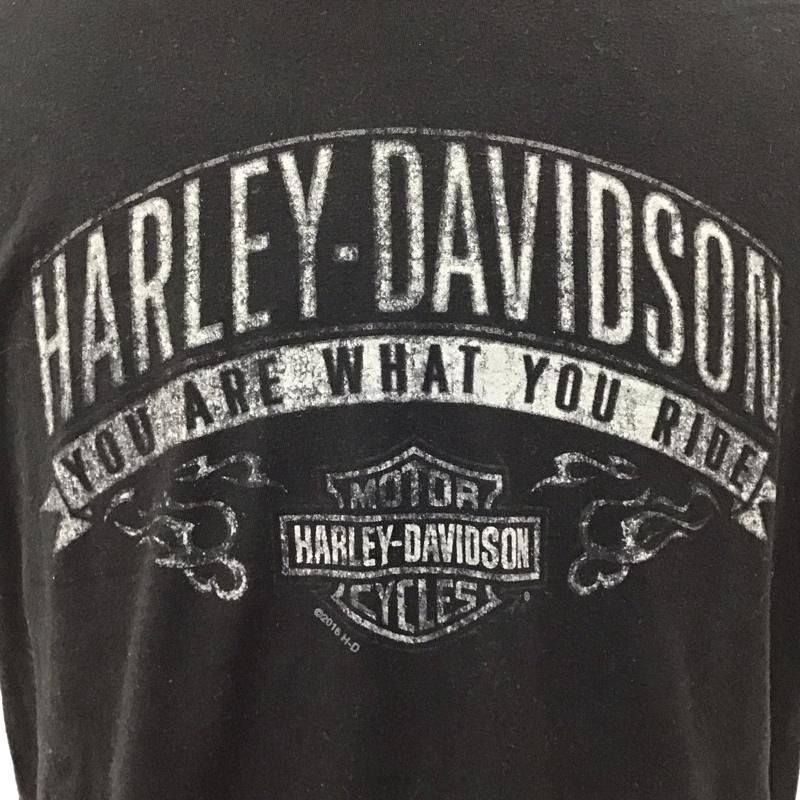 HARLEY-DAVIDSON
YOU ARE WHAT YOU RIDE
MOTOR
HARLEY-DAVIDSON
CYCLES
®
©2016 H-D